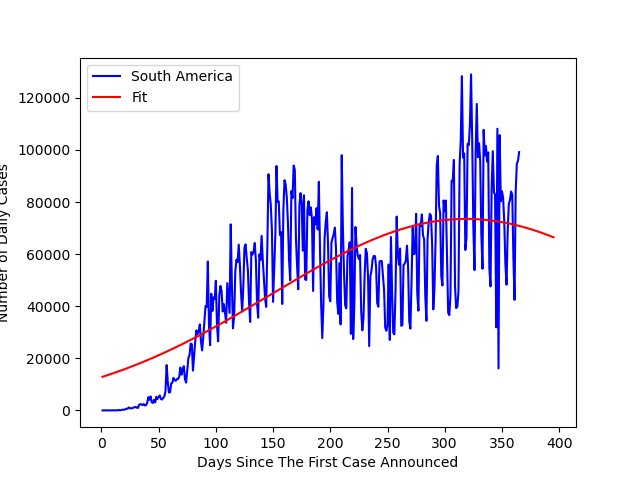 South America
Fit
120000
100000
80000
60000
40000
20000
0
Number of Daily Cases
0 50 100 150 200 250 300 350 400
Days Since The First Case Announced